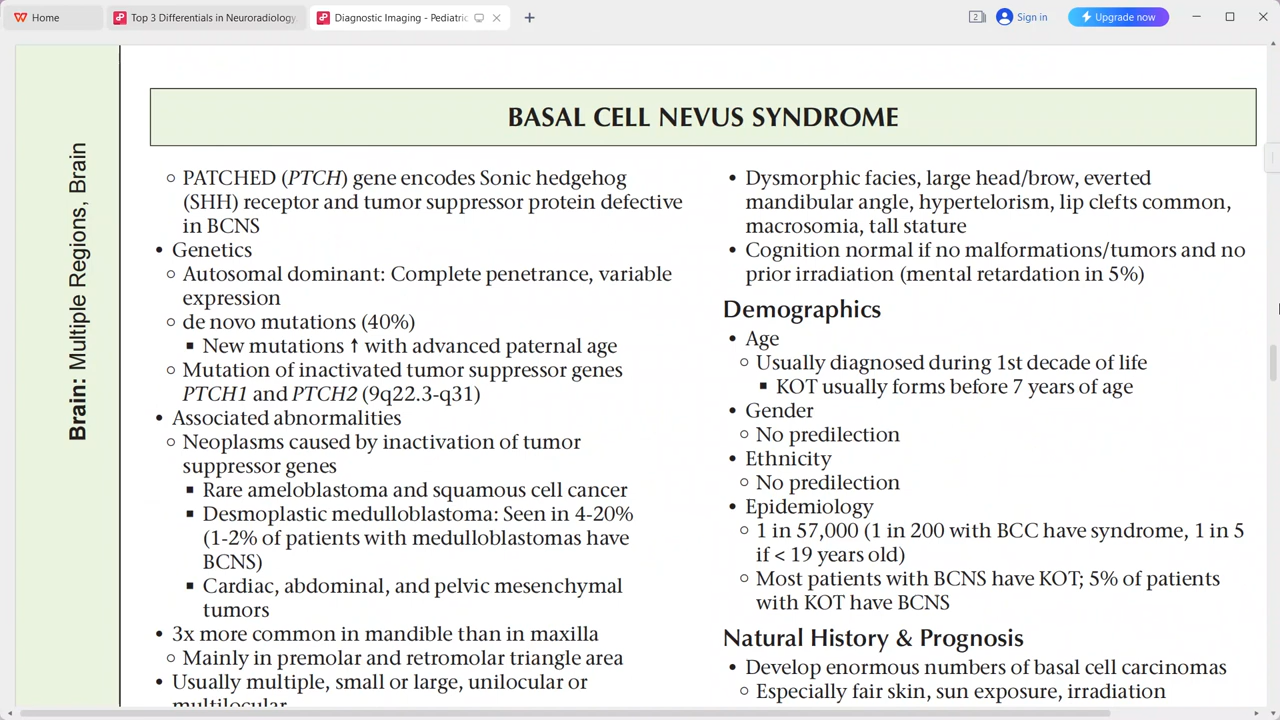 Home
Top 3 Differentials in Neuroradiology.
Diagnostic Imaging - Pediatric
2
Sign in
Upgrade now
Brain: Multiple Regions, Brain
BASAL CELL NEVUS SYNDROME
○ PATCHED (PTCH) gene encodes Sonic hedgehog
(SHH) receptor and tumor suppressor protein defective
in BCNS
• Genetics
○ Autosomal dominant: Complete penetrance, variable
expression
○ de novo mutations (40%)
▪ New mutations ↑ with advanced paternal age
○ Mutation of inactivated tumor suppressor genes
PTCH1 and PTCH2 (9q22.3-q31)
• Associated abnormalities
○ Neoplasms caused by inactivation of tumor
suppressor genes
▪ Rare ameloblastoma and squamous cell cancer
▪ Desmoplastic medulloblastoma: Seen in 4-20%
(1-2% of patients with medulloblastomas have
BCNS)
▪ Cardiac, abdominal, and pelvic mesenchymal
tumors
• 3x more common in mandible than in maxilla
○ Mainly in premolar and retromolar triangle area
• Usually multiple, small or large, unilocular or
multilocular
• Dysmorphic facies, large head/brow, everted
mandibular angle, hypertelorism, lip clefts common,
macrosomia, tall stature
• Cognition normal if no malformations/tumors and no
prior irradiation (mental retardation in 5%)
Demographics
• Age
○ Usually diagnosed during 1st decade of life
▪ KOT usually forms before 7 years of age
• Gender
○ No predilection
• Ethnicity
○ No predilection
• Epidemiology
○ 1 in 57,000 (1 in 200 with BCC have syndrome, 1 in 5
if < 19 years old)
○ Most patients with BCNS have KOT; 5% of patients
with KOT have BCNS
Natural History & Prognosis
• Develop enormous numbers of basal cell carcinomas
○ Especially fair skin, sun exposure, irradiation